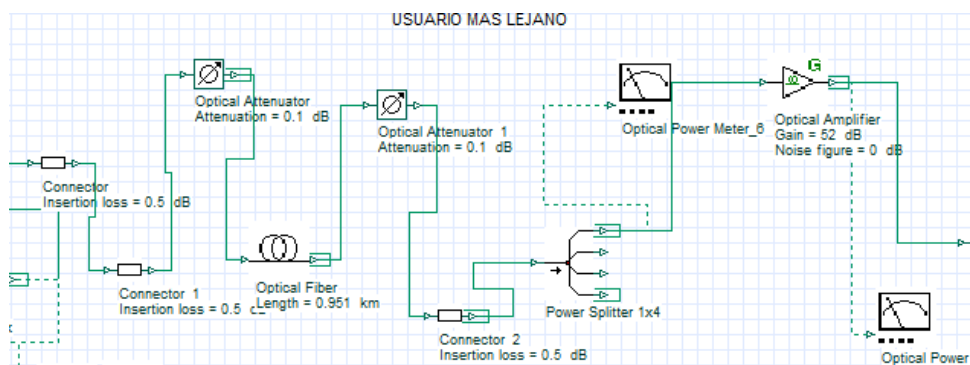 USUARIO MAS LEJANO
Optical Attenuator
Attenuation = 0.1 dB
Optical Attenuator 1
Attenuation = 0.1 dB
Optical Power Meter_6
G
Optical Amplifier
Gain = 52 dB
Noise figure = 0 dB
Connector
Insertion loss = 0.5 dB
Connector 1
Insertion loss = 0.5
Optical Fiber
Length = 0.951 km
Power Splitter 1x4
Connector 2
Insertion loss = 0.5 dB
Optical Power